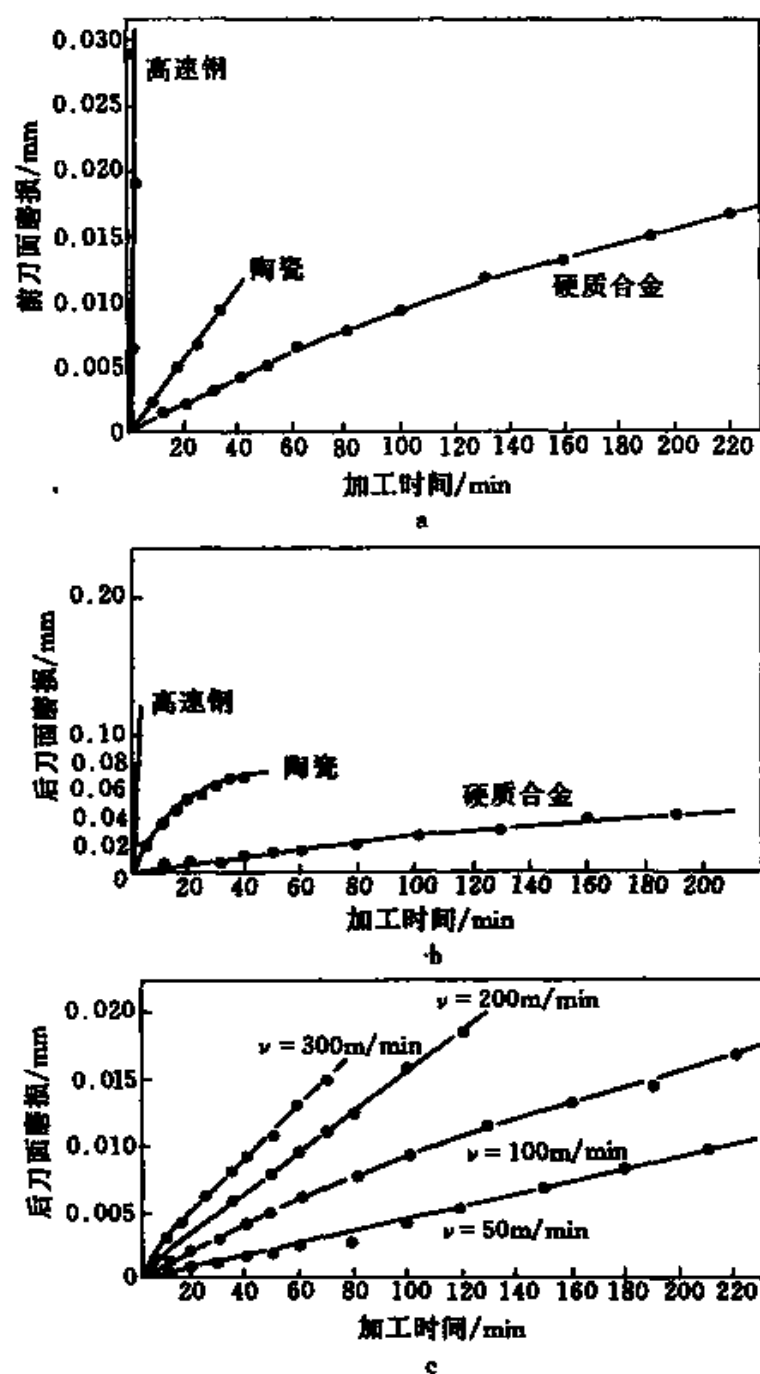 前刀面磨损/mm
0.030
0.025
0.020
0.015
0.010
0.005
0
高速钢
陶瓷
硬质合金
20 40 60 80 100 120 140 160 180 200 220
加工时间/min
a
后刀面磨损/mm
0.20
0.10
0.08
0.06
0.04
0.02
0
高速钢
陶瓷
硬质合金
20 40 60 80 100 120 140 160 180 200
加工时间/min
b
后刀面磨损/mm
0.020
0.015
0.010
0.005
0
ν = 200m/min
ν = 300m/min
ν = 100m/min
ν = 50m/min
20 40 60 80 100 120 140 160 180 200 220
加工时间/min
c